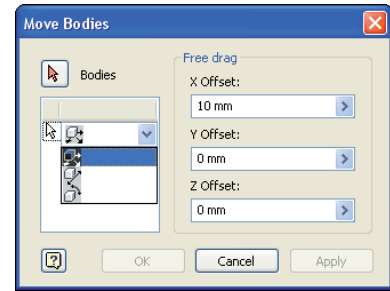 Move Bodies
Bodies
Free drag
X Offset:
10 mm
Y Offset:
0 mm
Z Offset:
0 mm
?
OK
Cancel
Apply